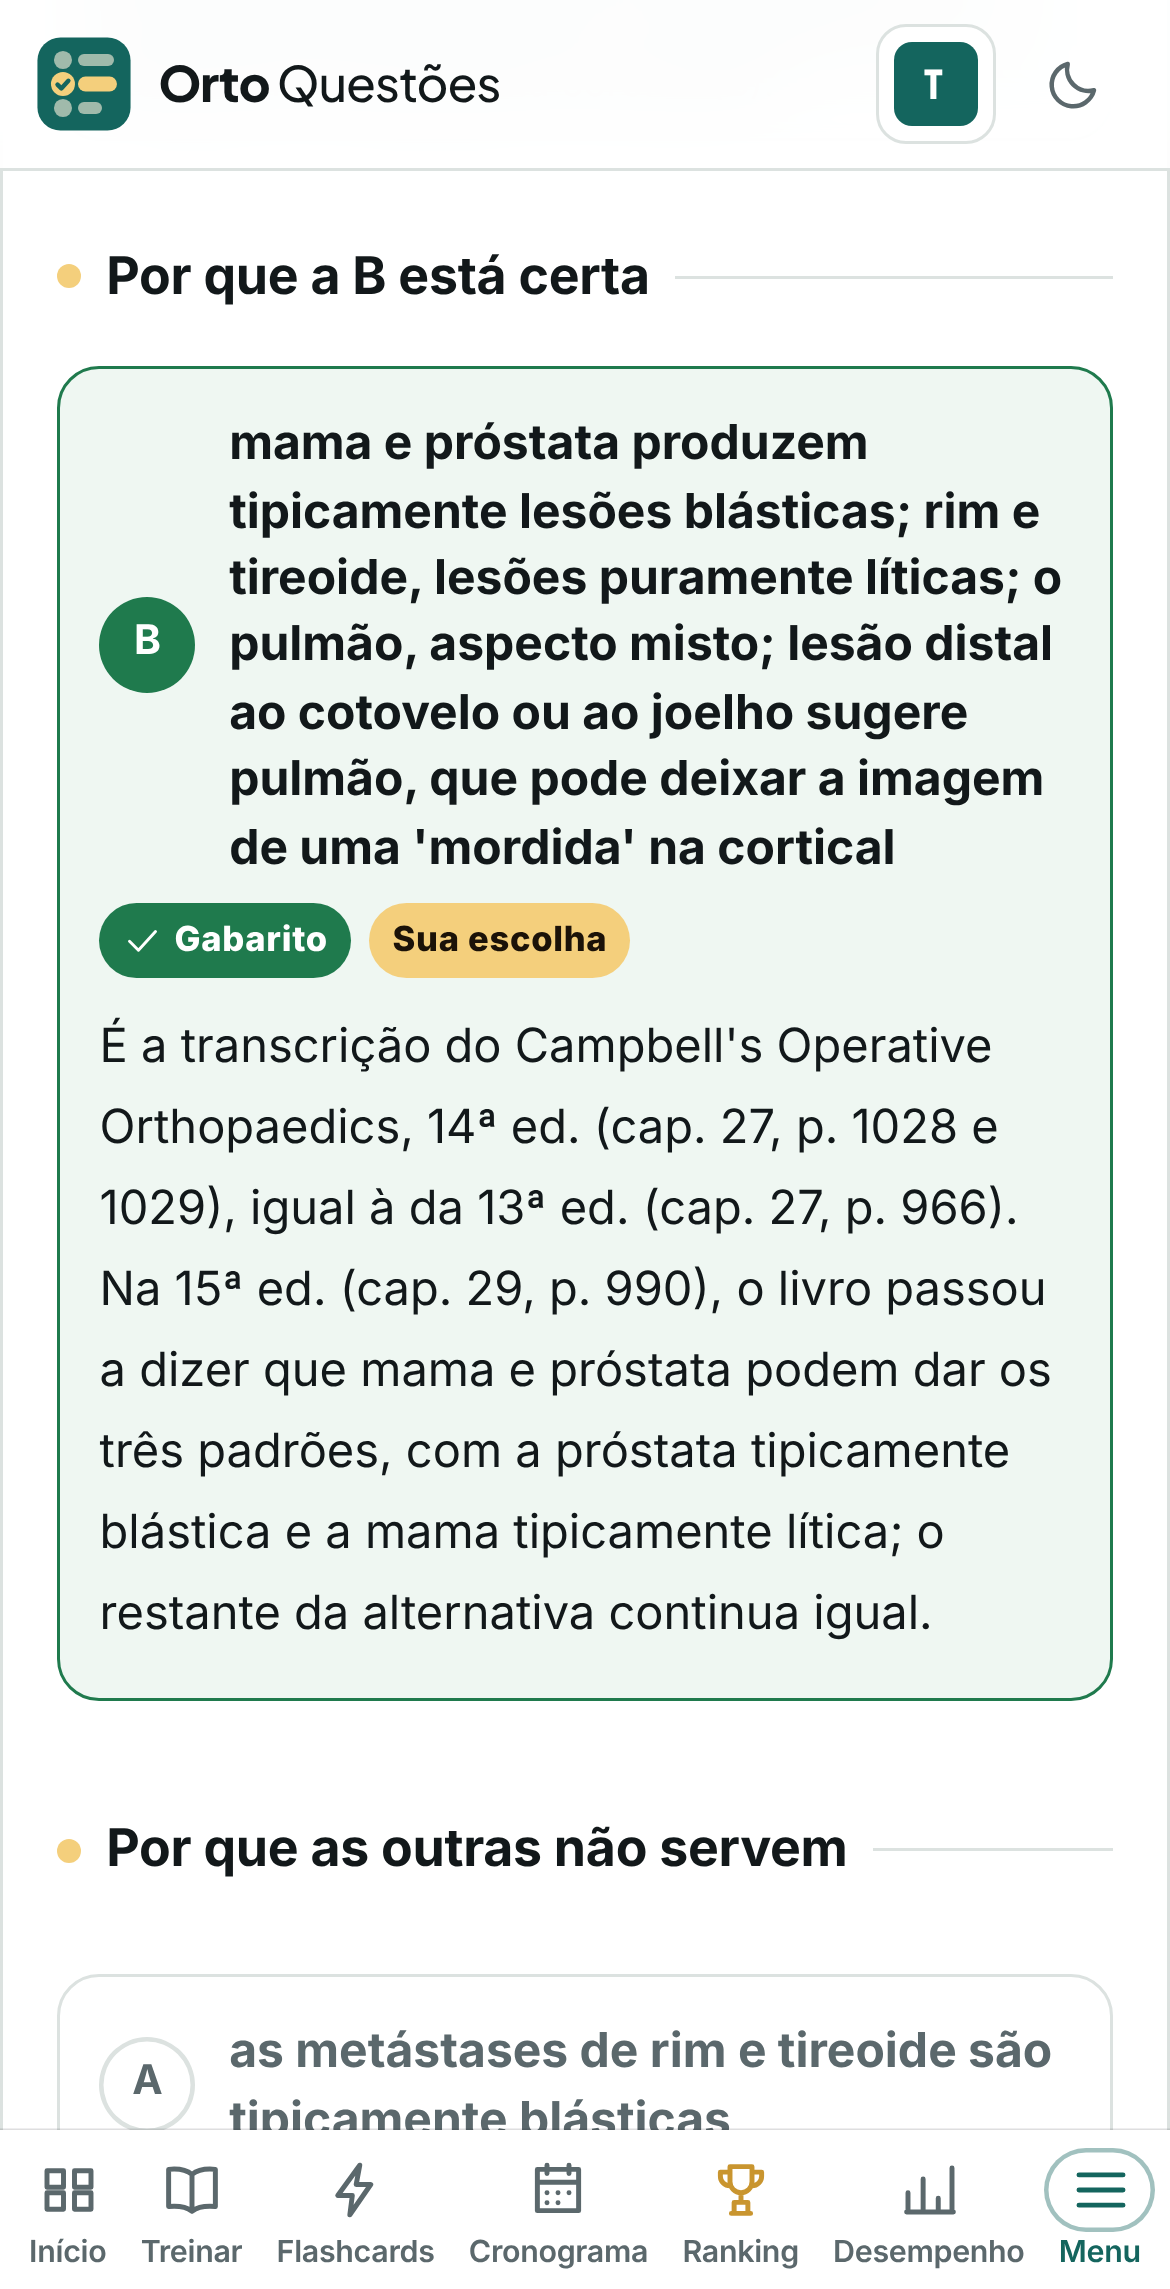 Orto Questões
T
Por que a B está certa
mama e próstata produzem
tipicamente lesões blásticas; rim e
tireoide, lesões puramente líticas; o
B
pulmão, aspecto misto; lesão distal
ao cotovelo ou ao joelho sugere
pulmão, que pode deixar a imagem
de uma 'mordida' na cortical
Gabarito
Sua escolha
É a transcrição do Campbell's Operative
Orthopaedics, 14ª ed. (cap. 27, p. 1028 e
1029), igual à da 13ª ed. (cap. 27, p. 966).
Na 15ª ed. (cap. 29, p. 990), o livro passou
a dizer que mama e próstata podem dar os
três padrões, com a próstata tipicamente
blástica e a mama tipicamente lítica; o
restante da alternativa continua igual.
Por que as outras não servem
A
as metástases de rim e tireoide são
tipicamente blásticas
Início
Treinar
Flashcards
Cronograma
Ranking
Desempenho
Menu